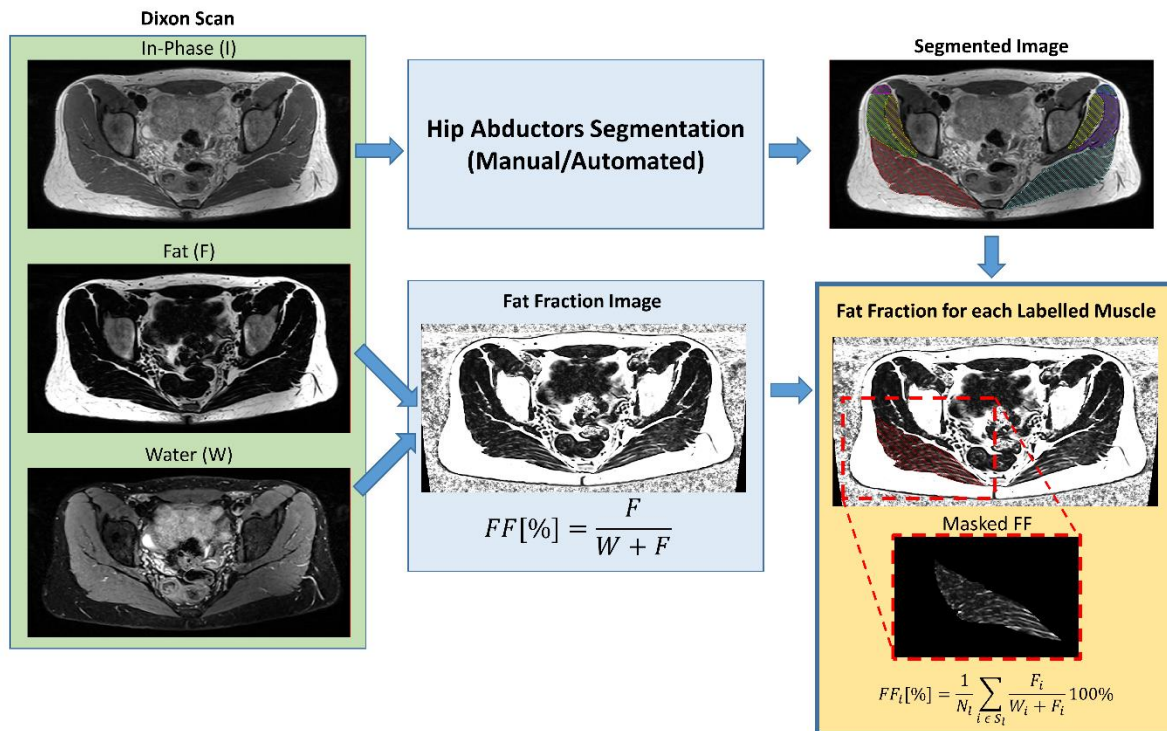 Dixon Scan
In-Phase (I)
Fat (F)
Water (W)
Hip Abductors Segmentation
(Manual/Automated)
Segmented Image
Fat Fraction Image
FF[%] = F / (W + F)
Fat Fraction for each Labelled Muscle
Masked FF
FF_l[%] = 1/N_l ∑_{i ϵ S_l} F_i / (W_i + F_i) 100%